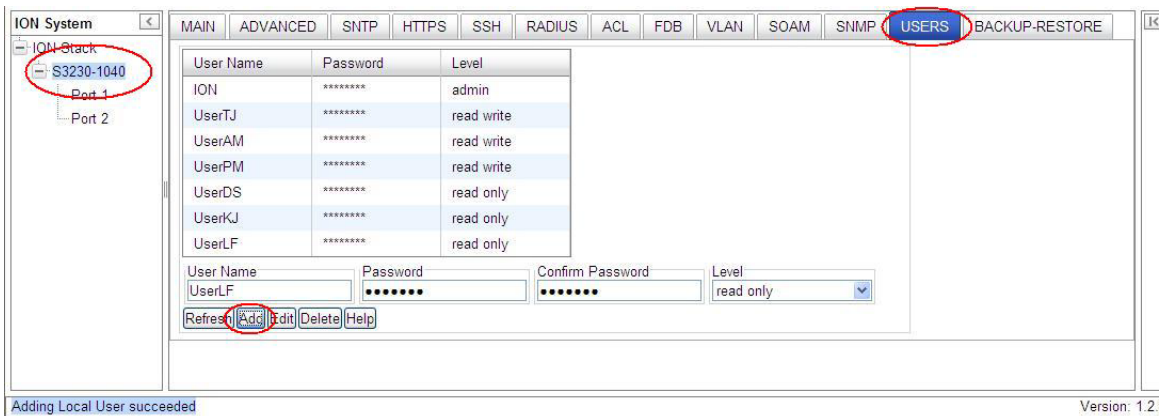 ION System <
MAIN ADVANCED SNTP HTTPS SSH RADIUS ACL FDB VLAN SOAM SNMP USERS BACKUP-RESTORE
ION Stack
S3230-1040
Port 1
Port 2
User Name Password Level
ION ******** admin
UserTJ ******** read write
UserAM ******** read write
UserPM ******** read write
UserDS ******** read only
UserKJ ******** read only
UserLF ******** read only
User Name Password Confirm Password Level
UserLF ••••••• ••••••• read only
Refresh Add Edit Delete Help
Adding Local User succeeded
Version: 1.2.